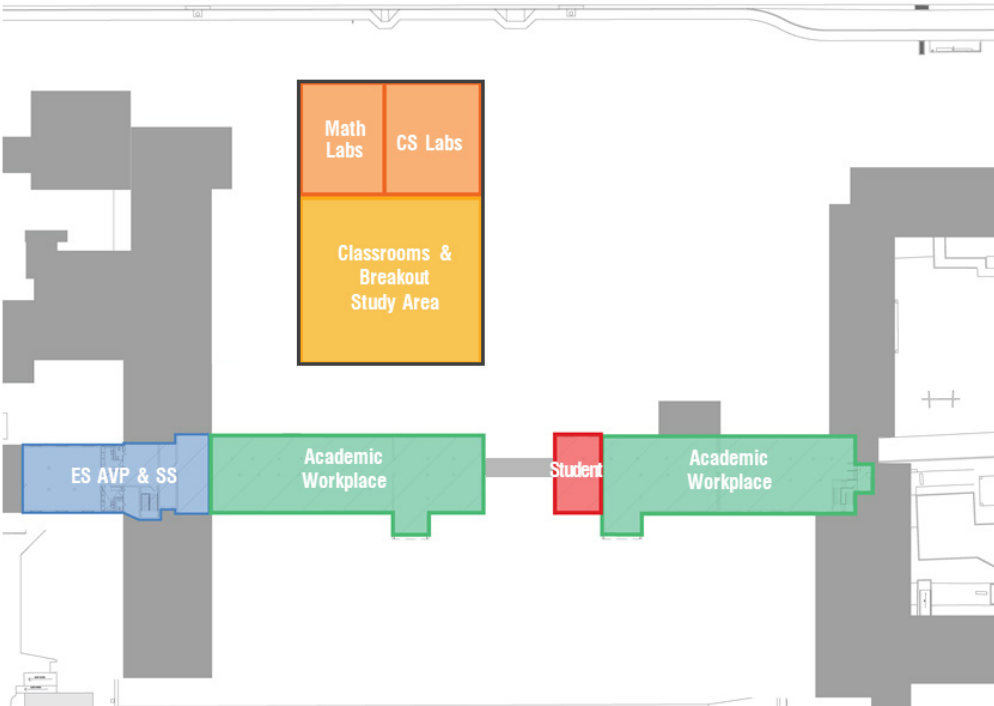 Math
Labs
CS Labs
Classrooms &
Breakout
Study Area
ES AVP & SS
Academic
Workplace
Student
Academic
Workplace